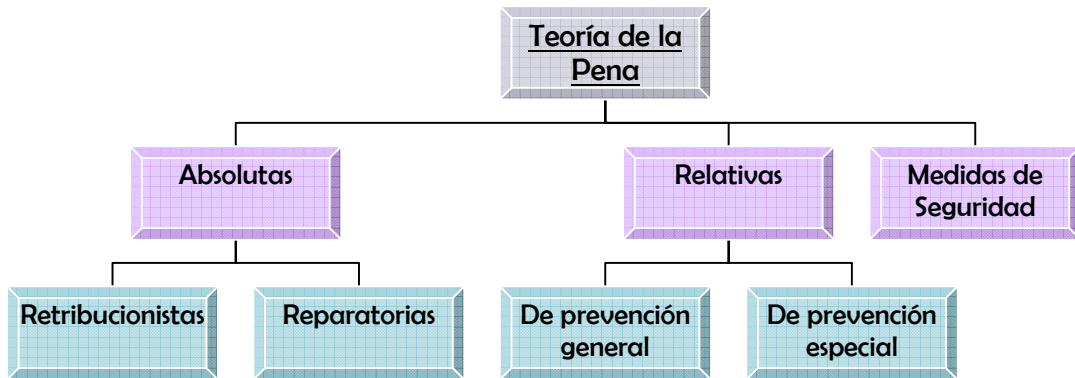 Teoría de la
Pena
Absolutas
Relativas
Medidas de
Seguridad
Retribucionistas
Reparatorias
De prevención
general
De prevención
especial